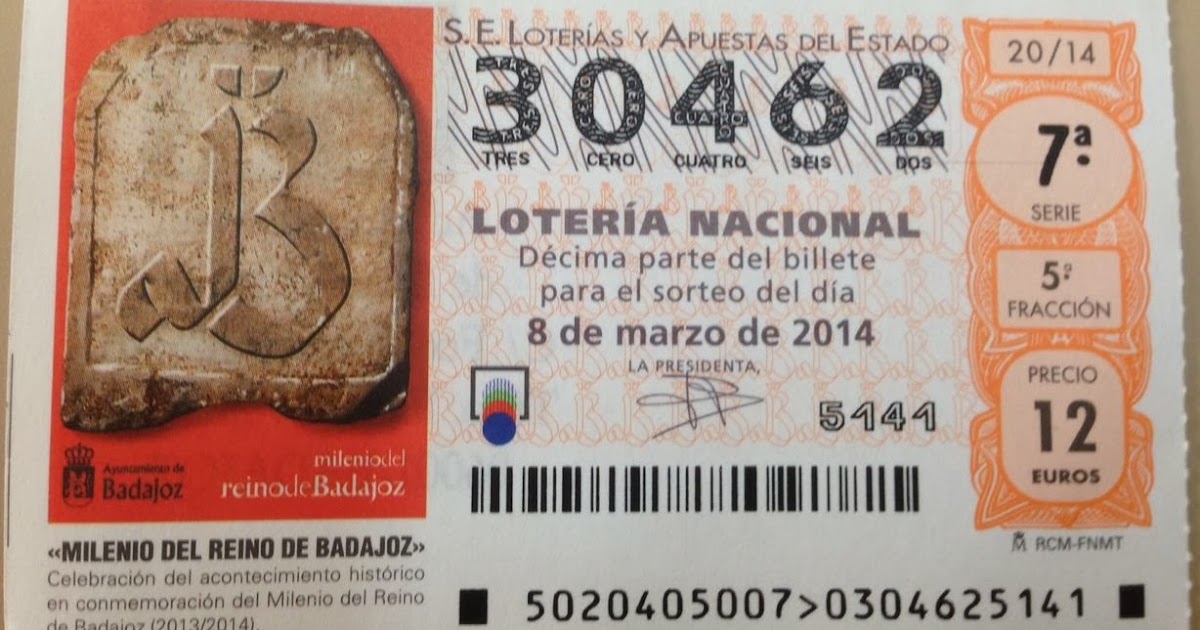 Ayuntamiento de
Badajoz
mileniodel
reinodeBadajoz
«MILENIO DEL REINO DE BADAJOZ»
Celebración del acontecimiento histórico
en conmemoración del Milenio del Reino
de Badajoz (2013/2014).
S.E. LOTERÍAS Y APUESTAS DEL ESTADO
30462
TRES CERO CUATRO SEIS DOS
LOTERÍA NACIONAL
Décima parte del billete
para el sorteo del día
8 de marzo de 2014
LA PRESIDENTA,
5141
5020405007>0304625141
20/14
7ª
SERIE
5ª
FRACCIÓN
PRECIO
12
EUROS
RCM-FNMT